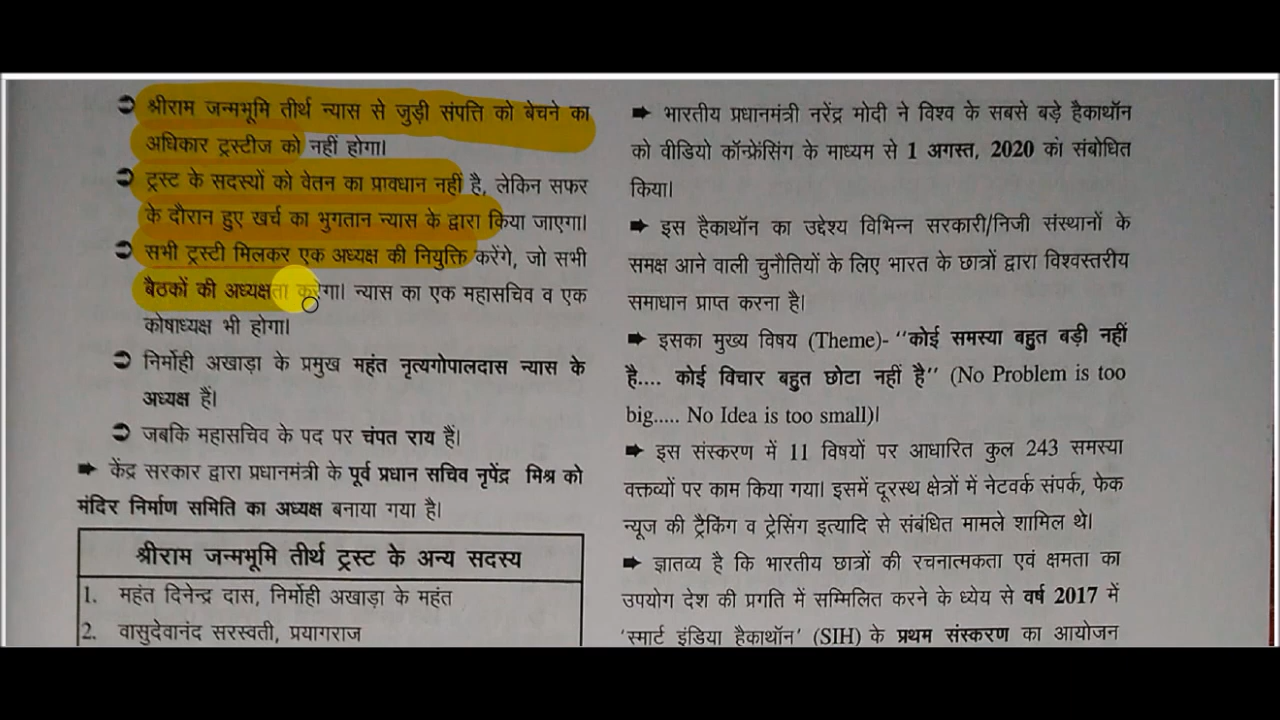 ➲ श्रीराम जन्मभूमि तीर्थ न्यास से जुड़ी संपत्ति को बेचने का
अधिकार ट्रस्टीज को नहीं होगा।
➲ ट्रस्ट के सदस्यों को वेतन का प्रावधान नहीं है, लेकिन सफर
के दौरान हुए खर्च का भुगतान न्यास के द्वारा किया जाएगा।
➲ सभी ट्रस्टी मिलकर एक अध्यक्ष की नियुक्ति करेंगे, जो सभी
बैठकों की अध्यक्षता करेगा। न्यास का एक महासचिव व एक
कोषाध्यक्ष भी होगा।
➲ निर्मोही अखाड़ा के प्रमुख महंत नृत्यगोपालदास न्यास के
अध्यक्ष हैं।
➲ जबकि महासचिव के पद पर चंपत राय हैं।
➨ केंद्र सरकार द्वारा प्रधानमंत्री के पूर्व प्रधान सचिव नृपेंद्र मिश्र को
मंदिर निर्माण समिति का अध्यक्ष बनाया गया है।
श्रीराम जन्मभूमि तीर्थ ट्रस्ट के अन्य सदस्य
1. महंत दिनेन्द्र दास, निर्मोही अखाड़ा के महंत
2. वासुदेवानंद सरस्वती, प्रयागराज
➨ भारतीय प्रधानमंत्री नरेंद्र मोदी ने विश्व के सबसे बड़े हैकाथॉन
को वीडियो कॉन्फ्रेंसिंग के माध्यम से 1 अगस्त, 2020 को संबोधित
किया।
➨ इस हैकाथॉन का उद्देश्य विभिन्न सरकारी/निजी संस्थानों के
समक्ष आने वाली चुनौतियों के लिए भारत के छात्रों द्वारा विश्वस्तरीय
समाधान प्राप्त करना है।
➨ इसका मुख्य विषय (Theme)- “कोई समस्या बहुत बड़ी नहीं
है.... कोई विचार बहुत छोटा नहीं है” (No Problem is too
big..... No Idea is too small)।
➨ इस संस्करण में 11 विषयों पर आधारित कुल 243 समस्या
वक्तव्यों पर काम किया गया। इसमें दूरस्थ क्षेत्रों में नेटवर्क संपर्क, फेक
न्यूज की ट्रैकिंग व ट्रेसिंग इत्यादि से संबंधित मामले शामिल थे।
➨ ज्ञातव्य है कि भारतीय छात्रों की रचनात्मकता एवं क्षमता का
उपयोग देश की प्रगति में सम्मिलित करने के ध्येय से वर्ष 2017 में
‘स्मार्ट इंडिया हैकाथॉन’ (SIH) के प्रथम संस्करण का आयोजन